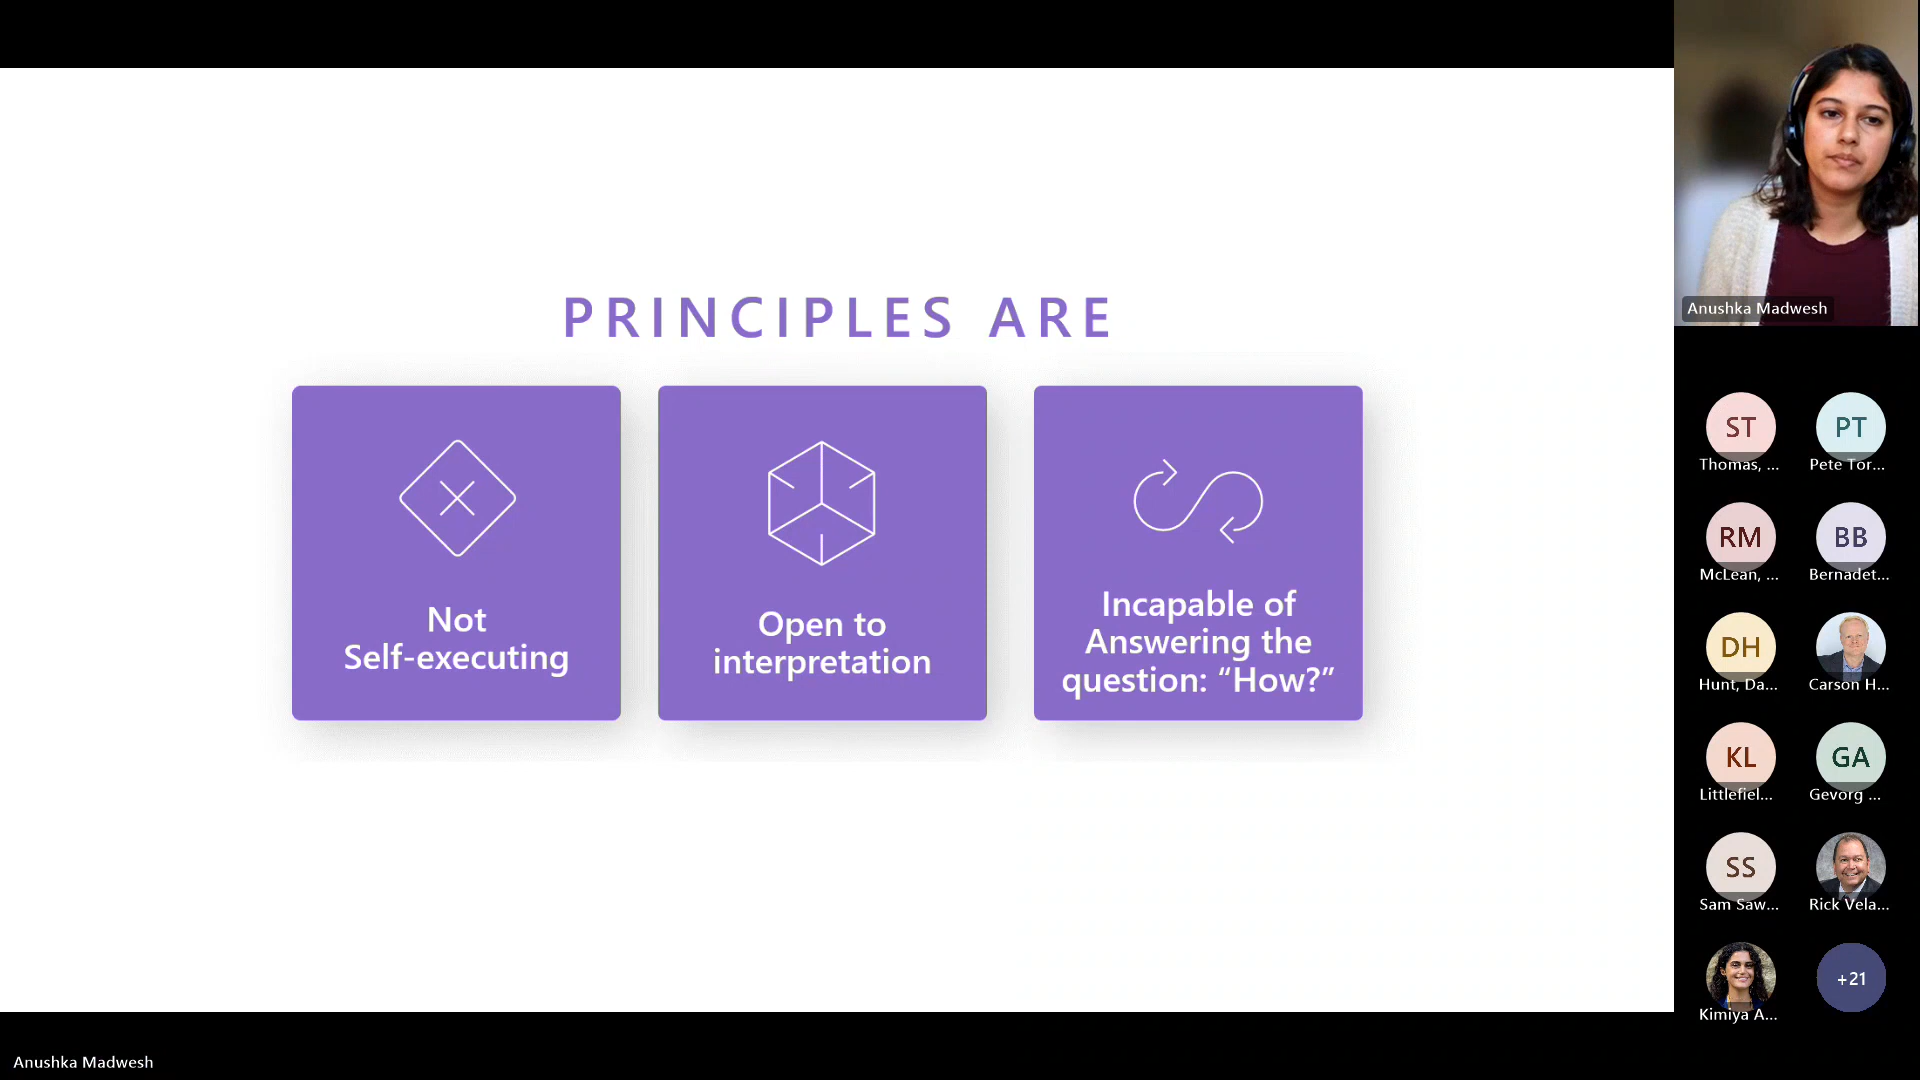 PRINCIPLES ARE
Not
Self-executing
Open to
interpretation
Incapable of
Answering the
question: “How?”
Anushka Madwesh
ST
Thomas, ...
PT
Pete Tor...
RM
McLean, ...
BB
Bernadet...
DH
Hunt, Da...
Carson H...
KL
Littlefiel...
GA
Gevorg ...
SS
Sam Saw...
Rick Vela...
Kimiya A...
+21
Anushka Madwesh